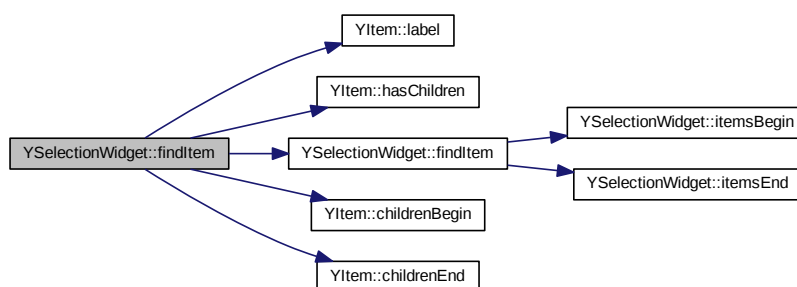 YItem::label
YItem::hasChildren
YSelectionWidget::itemsBegin
YSelectionWidget::findItem
YSelectionWidget::findItem
YSelectionWidget::itemsEnd
YItem::childrenBegin
YItem::childrenEnd